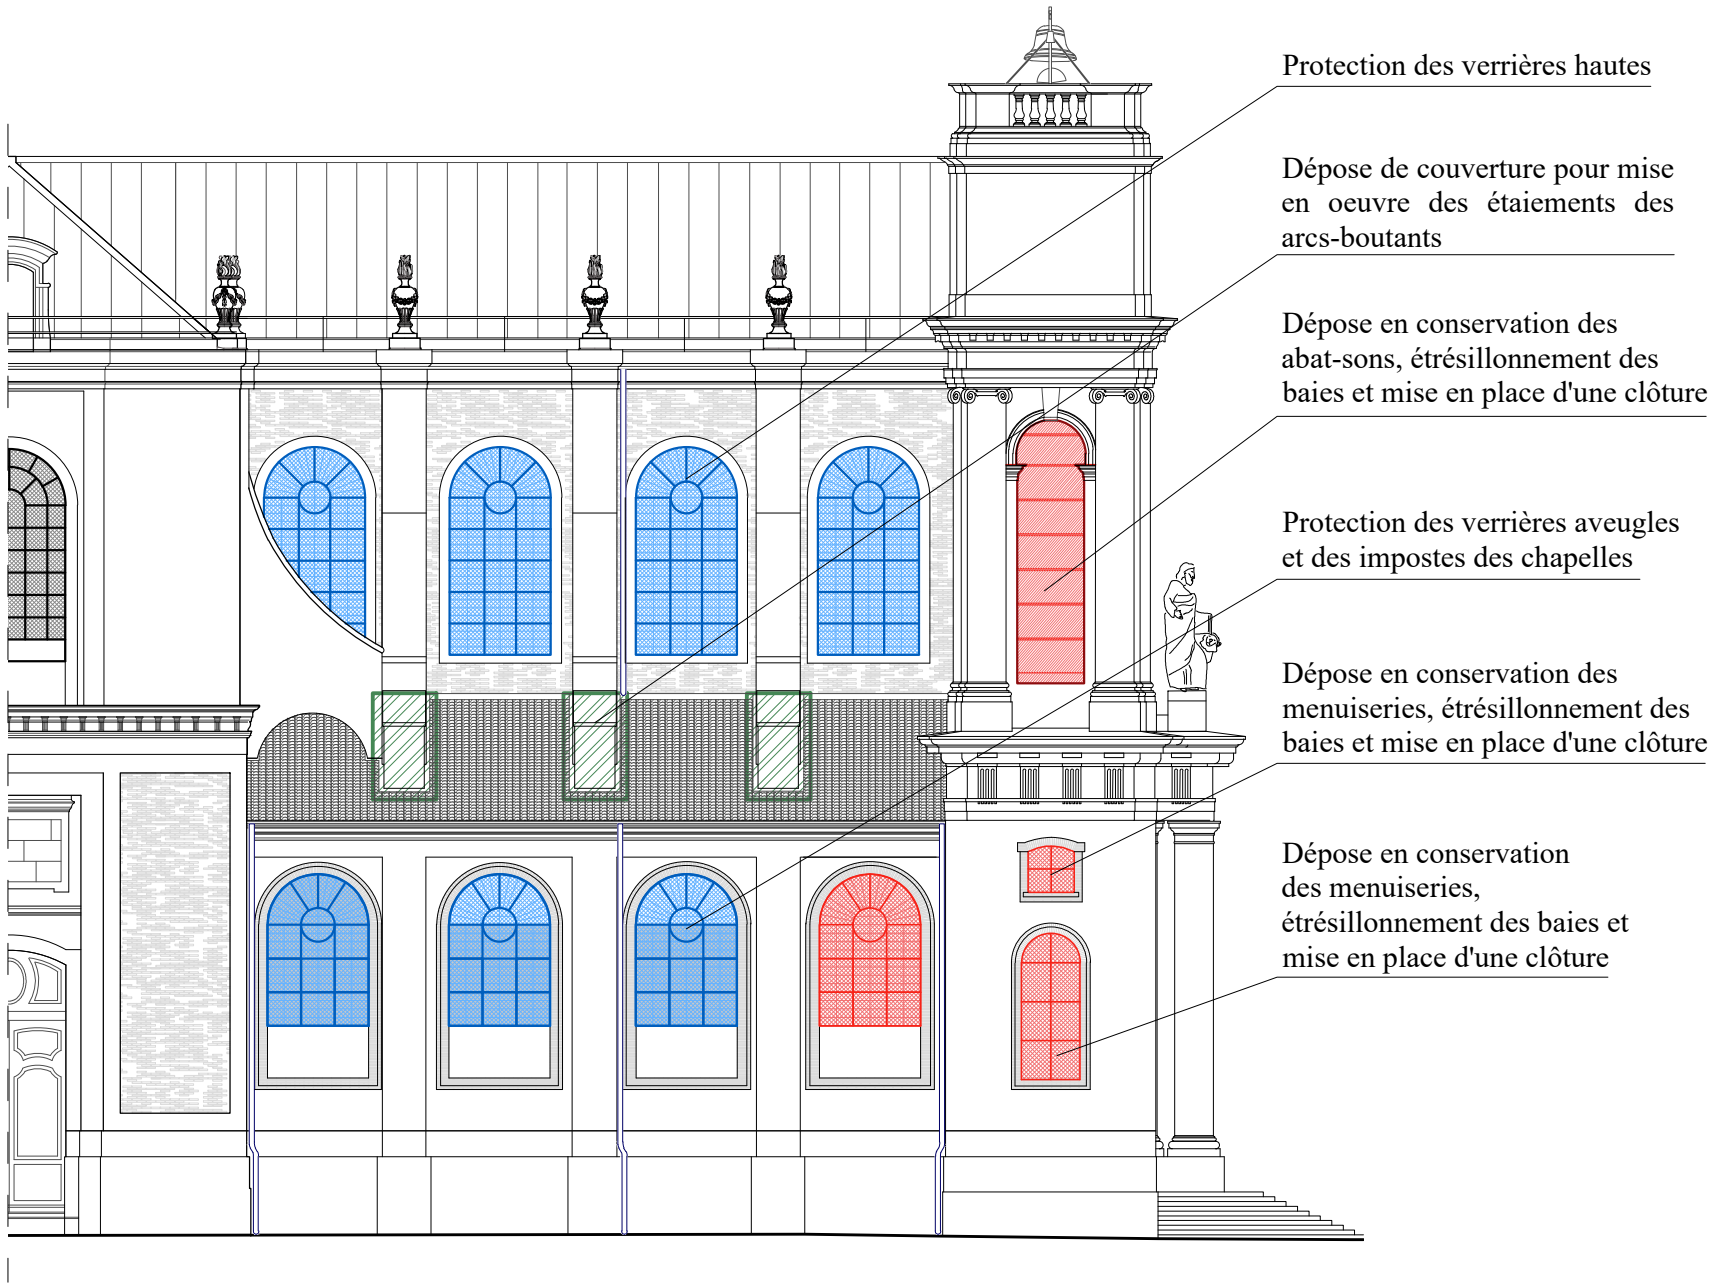 Protection des verrières hautes
Dépose de couverture pour mise
en oeuvre des étaiements des
arcs-boutants
Dépose en conservation des
abat-sons, étrésillonnement des
baies et mise en place d'une clôture
Protection des verrières aveugles
et des impostes des chapelles
Dépose en conservation des
menuiseries, étrésillonnement des
baies et mise en place d'une clôture
Dépose en conservation
des menuiseries,
étrésillonnement des baies et
mise en place d'une clôture